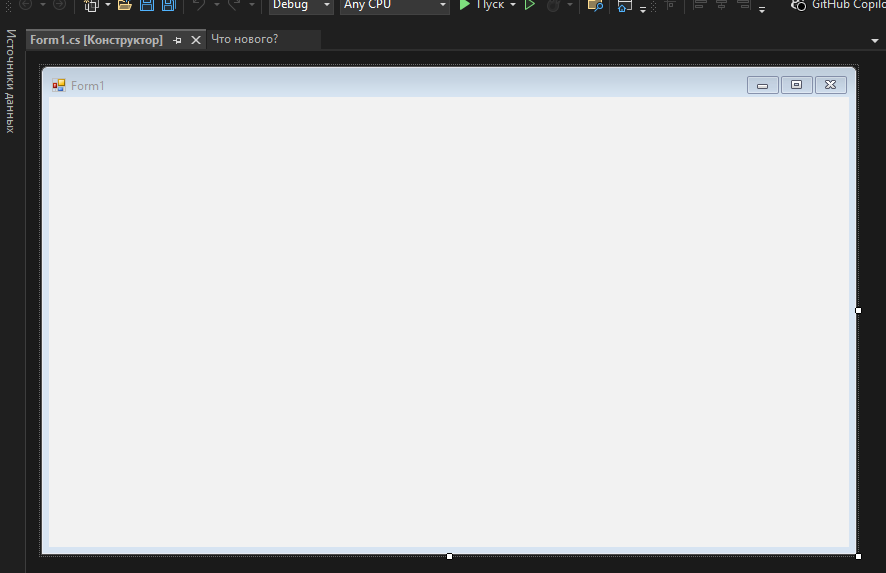 Debug Any CPU Пуск GitHub Copilo
Form1.cs [Конструктор] Что нового?
Источники данных
Form1